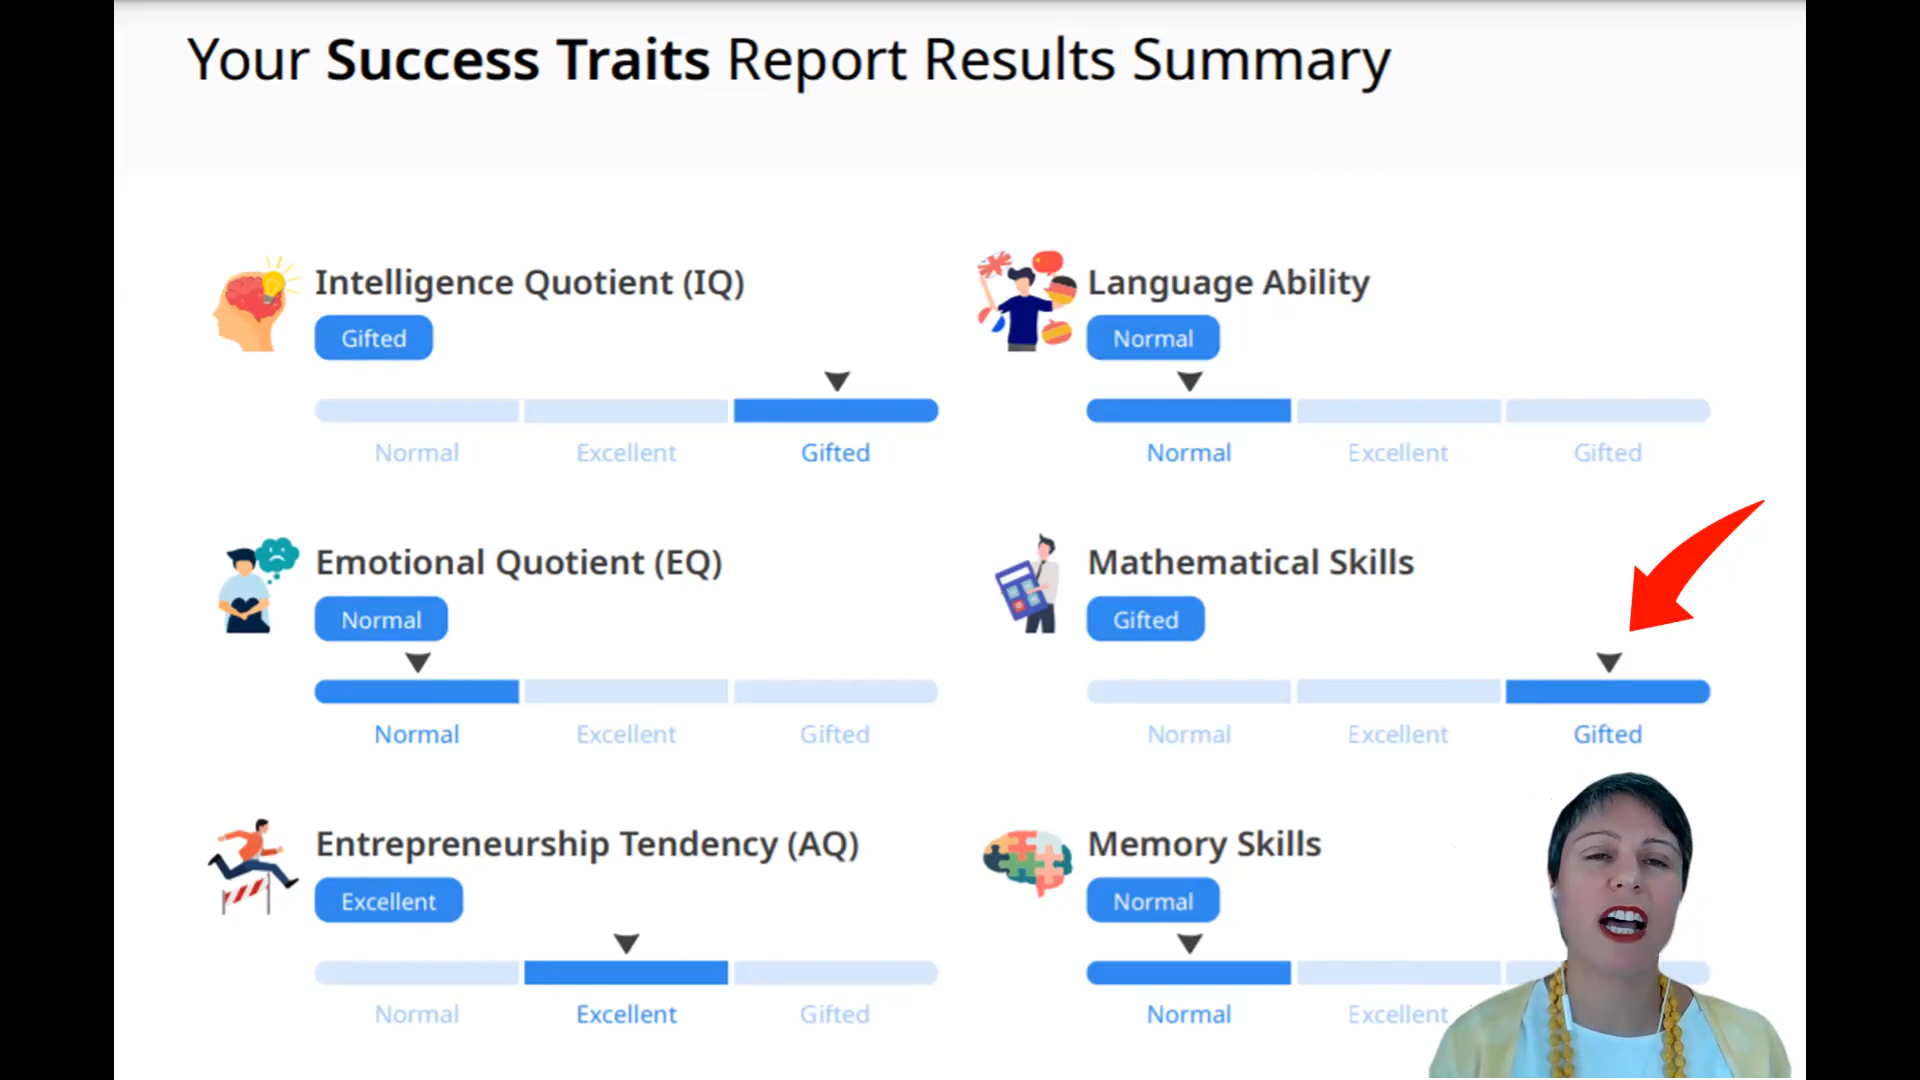 Your Success Traits Report Results Summary
Intelligence Quotient (IQ)
Gifted
Normal Excellent Gifted
Language Ability
Normal
Normal Excellent Gifted
Emotional Quotient (EQ)
Normal
Normal Excellent Gifted
Mathematical Skills
Gifted
Normal Excellent Gifted
Entrepreneurship Tendency (AQ)
Excellent
Normal Excellent Gifted
Memory Skills
Normal
Normal Excellent